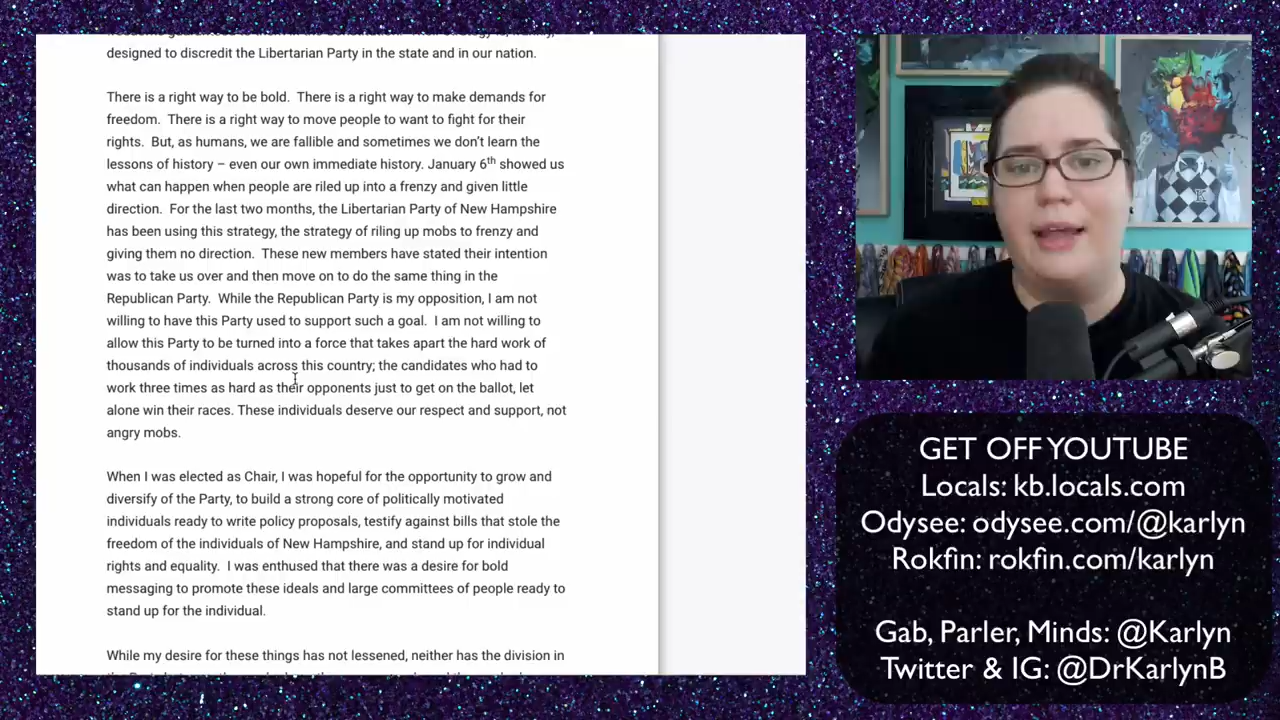 designed to discredit the Libertarian Party in the state and in our nation.
There is a right way to be bold.  There is a right way to make demands for
freedom.  There is a right way to move people to want to fight for their
rights.  But, as humans, we are fallible and sometimes we don’t learn the
lessons of history – even our own immediate history. January 6th showed us
what can happen when people are riled up into a frenzy and given little
direction.  For the last two months, the Libertarian Party of New Hampshire
has been using this strategy, the strategy of riling up mobs to frenzy and
giving them no direction.  These new members have stated their intention
was to take us over and then move on to do the same thing in the
Republican Party.  While the Republican Party is my opposition, I am not
willing to have this Party used to support such a goal.  I am not willing to
allow this Party to be turned into a force that takes apart the hard work of
thousands of individuals across this country; the candidates who had to
work three times as hard as their opponents just to get on the ballot, let
alone win their races. These individuals deserve our respect and support, not
angry mobs.
When I was elected as Chair, I was hopeful for the opportunity to grow and
diversify of the Party, to build a strong core of politically motivated
individuals ready to write policy proposals, testify against bills that stole the
freedom of the individuals of New Hampshire, and stand up for individual
rights and equality.  I was enthused that there was a desire for bold
messaging to promote these ideals and large committees of people ready to
stand up for the individual.
While my desire for these things has not lessened, neither has the division in
K
GET OFF YOUTUBE
Locals: kb.locals.com
Odysee: odysee.com/@karlyn
Rokfin: rokfin.com/karlyn
Gab, Parler, Minds: @Karlyn
Twitter & IG: @DrKarlynB